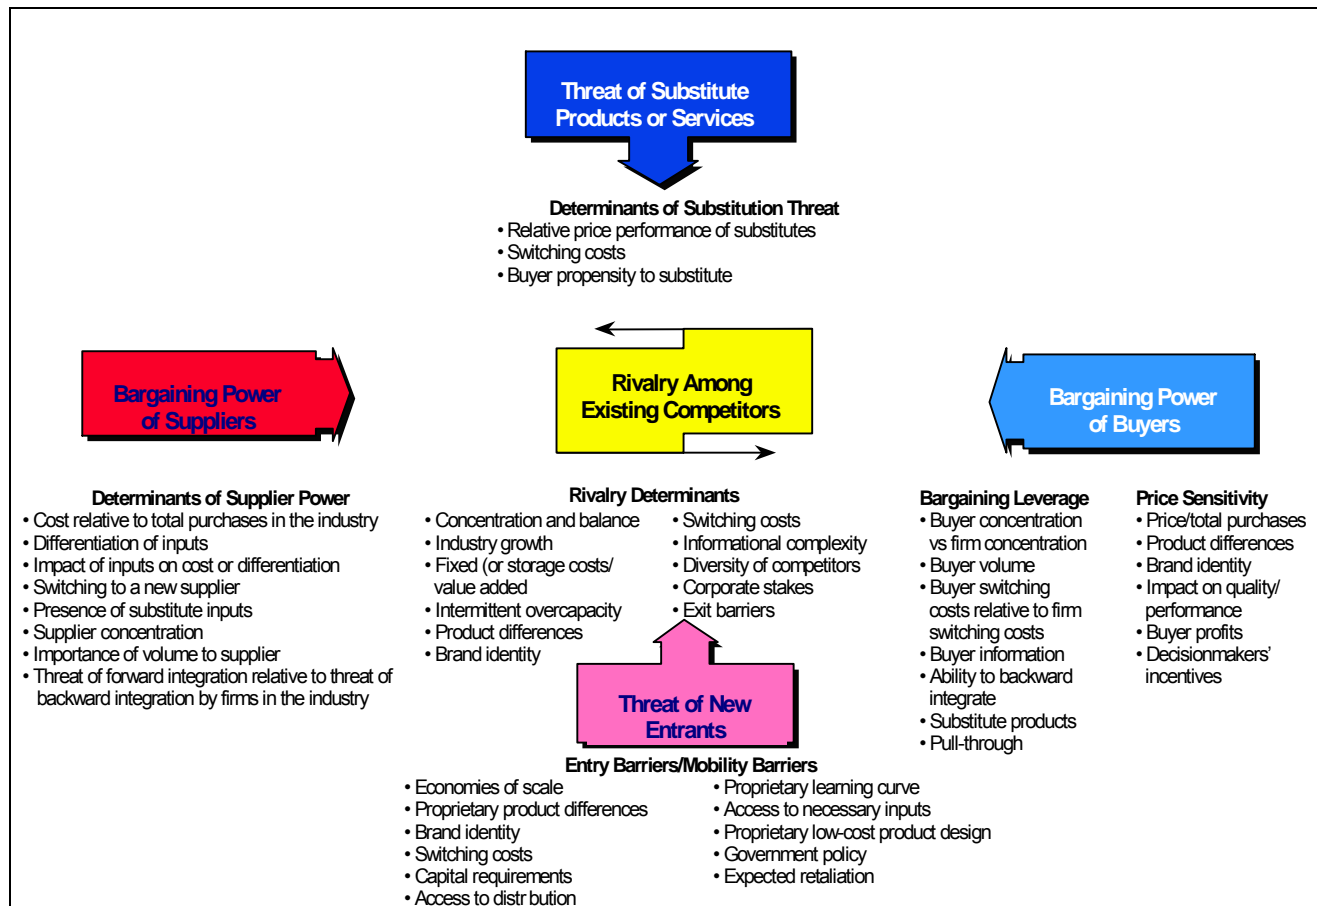 Threat of Substitute
Products or Services
Determinants of Substitution Threat
• Relative price performance of substitutes
• Switching costs
• Buyer propensity to substitute
Bargaining Power
of Suppliers
Determinants of Supplier Power
• Cost relative to total purchases in the industry
• Differentiation of inputs
• Impact of inputs on cost or differentiation
• Switching to a new supplier
• Presence of substitute inputs
• Supplier concentration
• Importance of volume to supplier
• Threat of forward integration relative to threat of
backward integration by firms in the industry
Rivalry Among
Existing Competitors
Rivalry Determinants
• Concentration and balance
• Industry growth
• Fixed (or storage costs/
value added
• Intermittent overcapacity
• Product differences
• Brand identity
• Switching costs
• Informational complexity
• Diversity of competitors
• Corporate stakes
• Exit barriers
Bargaining Power
of Buyers
Bargaining Leverage
• Buyer concentration
vs firm concentration
• Buyer volume
• Buyer switching
costs relative to firm
switching costs
• Buyer information
• Ability to backward
integrate
• Substitute products
• Pull-through
Price Sensitivity
• Price/total purchases
• Product differences
• Brand identity
• Impact on quality/
performance
• Buyer profits
• Decisionmakers'
incentives
Threat of New
Entrants
Entry Barriers/Mobility Barriers
• Economies of scale
• Proprietary product differences
• Brand identity
• Switching costs
• Capital requirements
• Access to distr bution
• Proprietary learning curve
• Access to necessary inputs
• Proprietary low-cost product design
• Government policy
• Expected retaliation